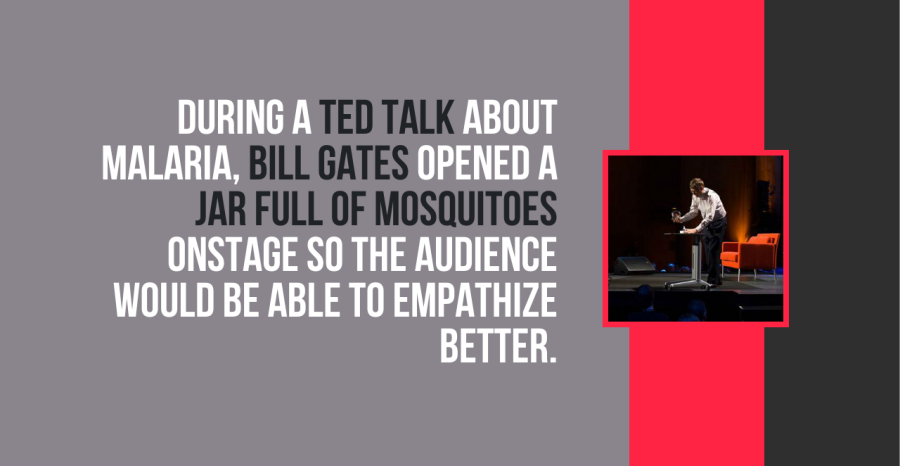 DURING A TED TALK ABOUT
MALARIA, BILL GATES OPENED A
JAR FULL OF MOSQUITOES
ONSTAGE SO THE AUDIENCE
WOULD BE ABLE TO EMPATHIZE
BETTER.